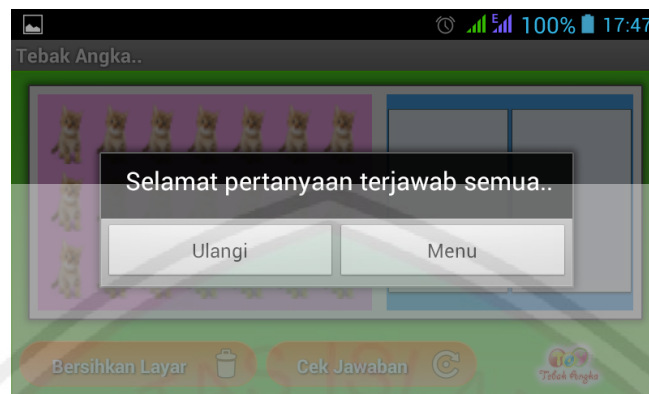 100% 17:47
Tebak Angka..
Selamat pertanyaan terjawab semua..
Ulangi Menu
Bersihkan Layar Cek Jawaban
Tebak Angka